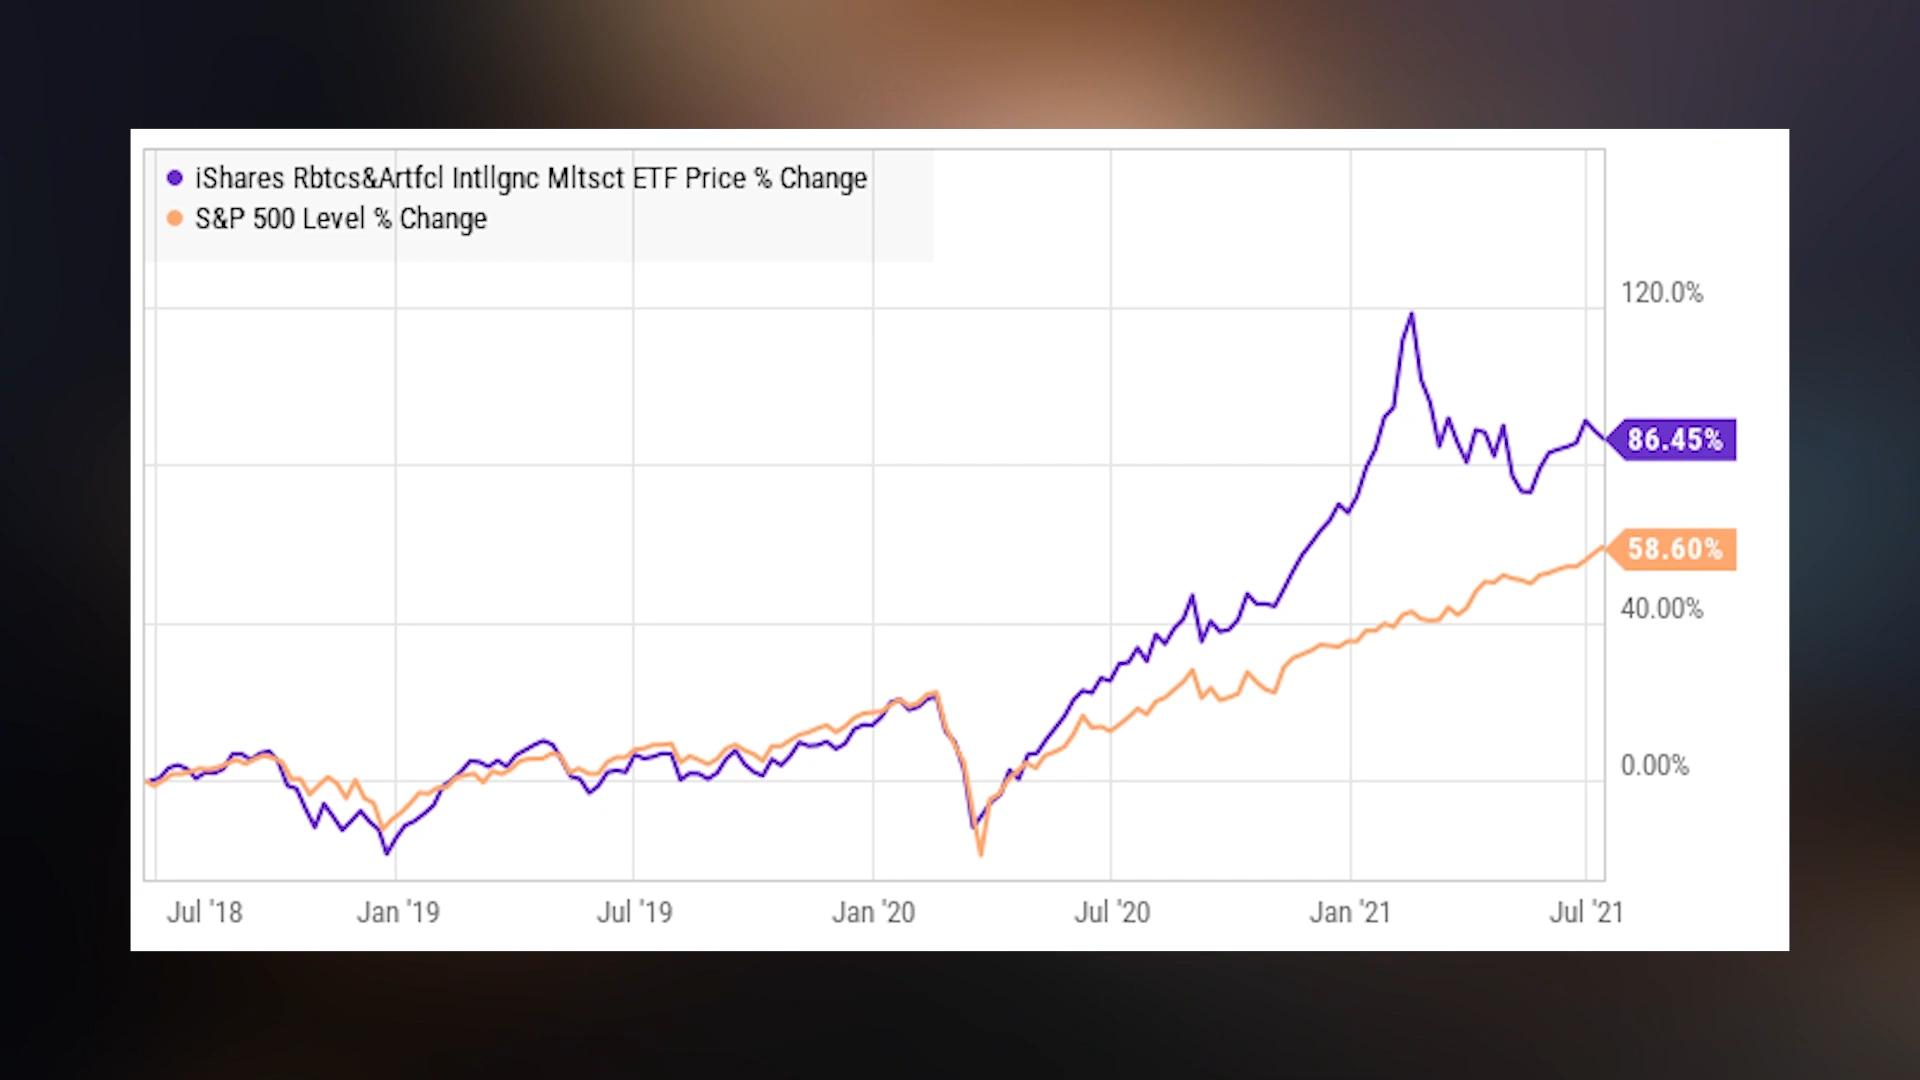 iShares Rbtcs&Artfcl Intllgnc Mltsct ETF Price % Change
S&P 500 Level % Change
120.0%
86.45%
58.60%
40.00%
0.00%
Jul '18 Jan '19 Jul '19 Jan '20 Jul '20 Jan '21 Jul '21